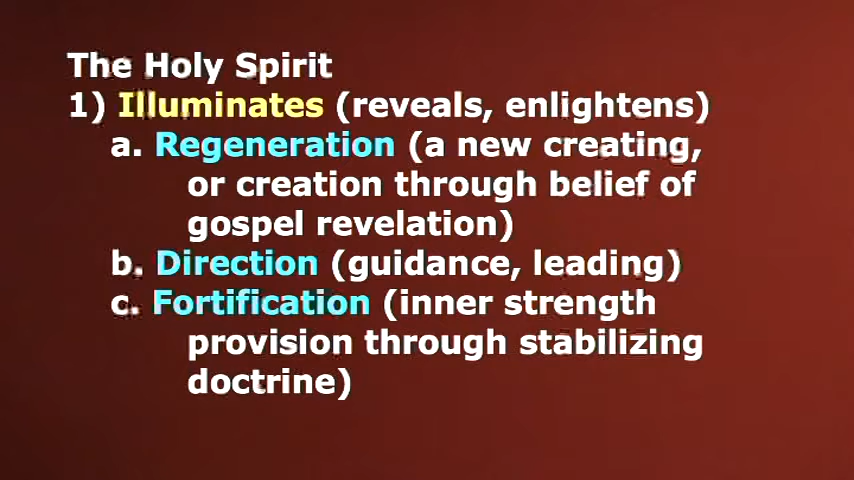 The Holy Spirit
1) Illuminates (reveals, enlightens)
a. Regeneration (a new creating,
or creation through belief of
gospel revelation)
b. Direction (guidance, leading)
c. Fortification (inner strength
provision through stabilizing
doctrine)